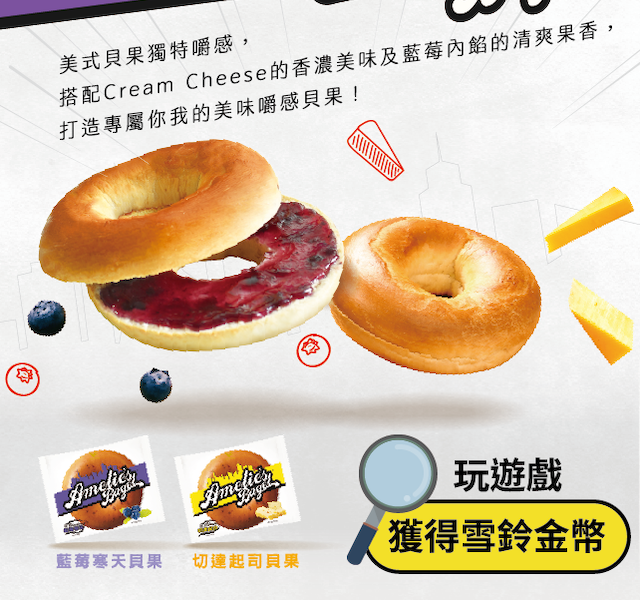 美式貝果獨特嚼感，
搭配Cream Cheese的香濃美味及藍莓內餡的清爽果香，
打造專屬你我的美味嚼感貝果！
Amelie's
Bagel
Amelie's
Bagel
藍莓寒天貝果
切達起司貝果
玩遊戲
獲得雪鈴金幣